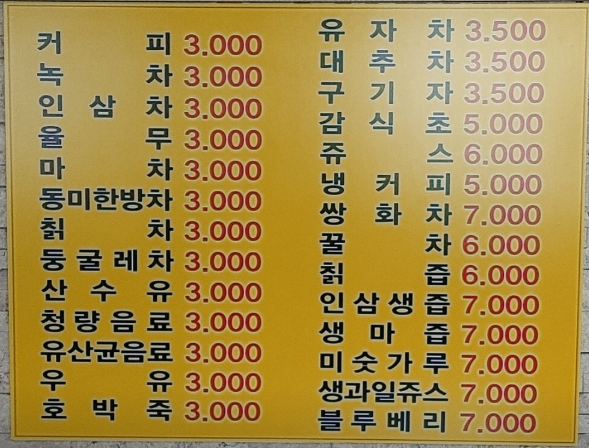 커 피 3.000
녹 차 3.000
인 삼 차 3.000
율 무 3.000
마 차 3.000
동미한방차 3.000
칡 차 3.000
둥 굴 레 차 3.000
산 수 유 3.000
청 량 음 료 3.000
유산균음료 3.000
우 유 3.000
호 박 죽 3.000
유 자 차 3.500
대 추 차 3.500
구 기 자 3.500
감 식 초 5.000
쥬 스 6.000
냉 커 피 5.000
쌍 화 차 7.000
꿀 차 6.000
칡 즙 6.000
인 삼 생 즙 7.000
생 마 즙 7.000
미 숫 가 루 7.000
생과일쥬스 7.000
블 루 베 리 7.000